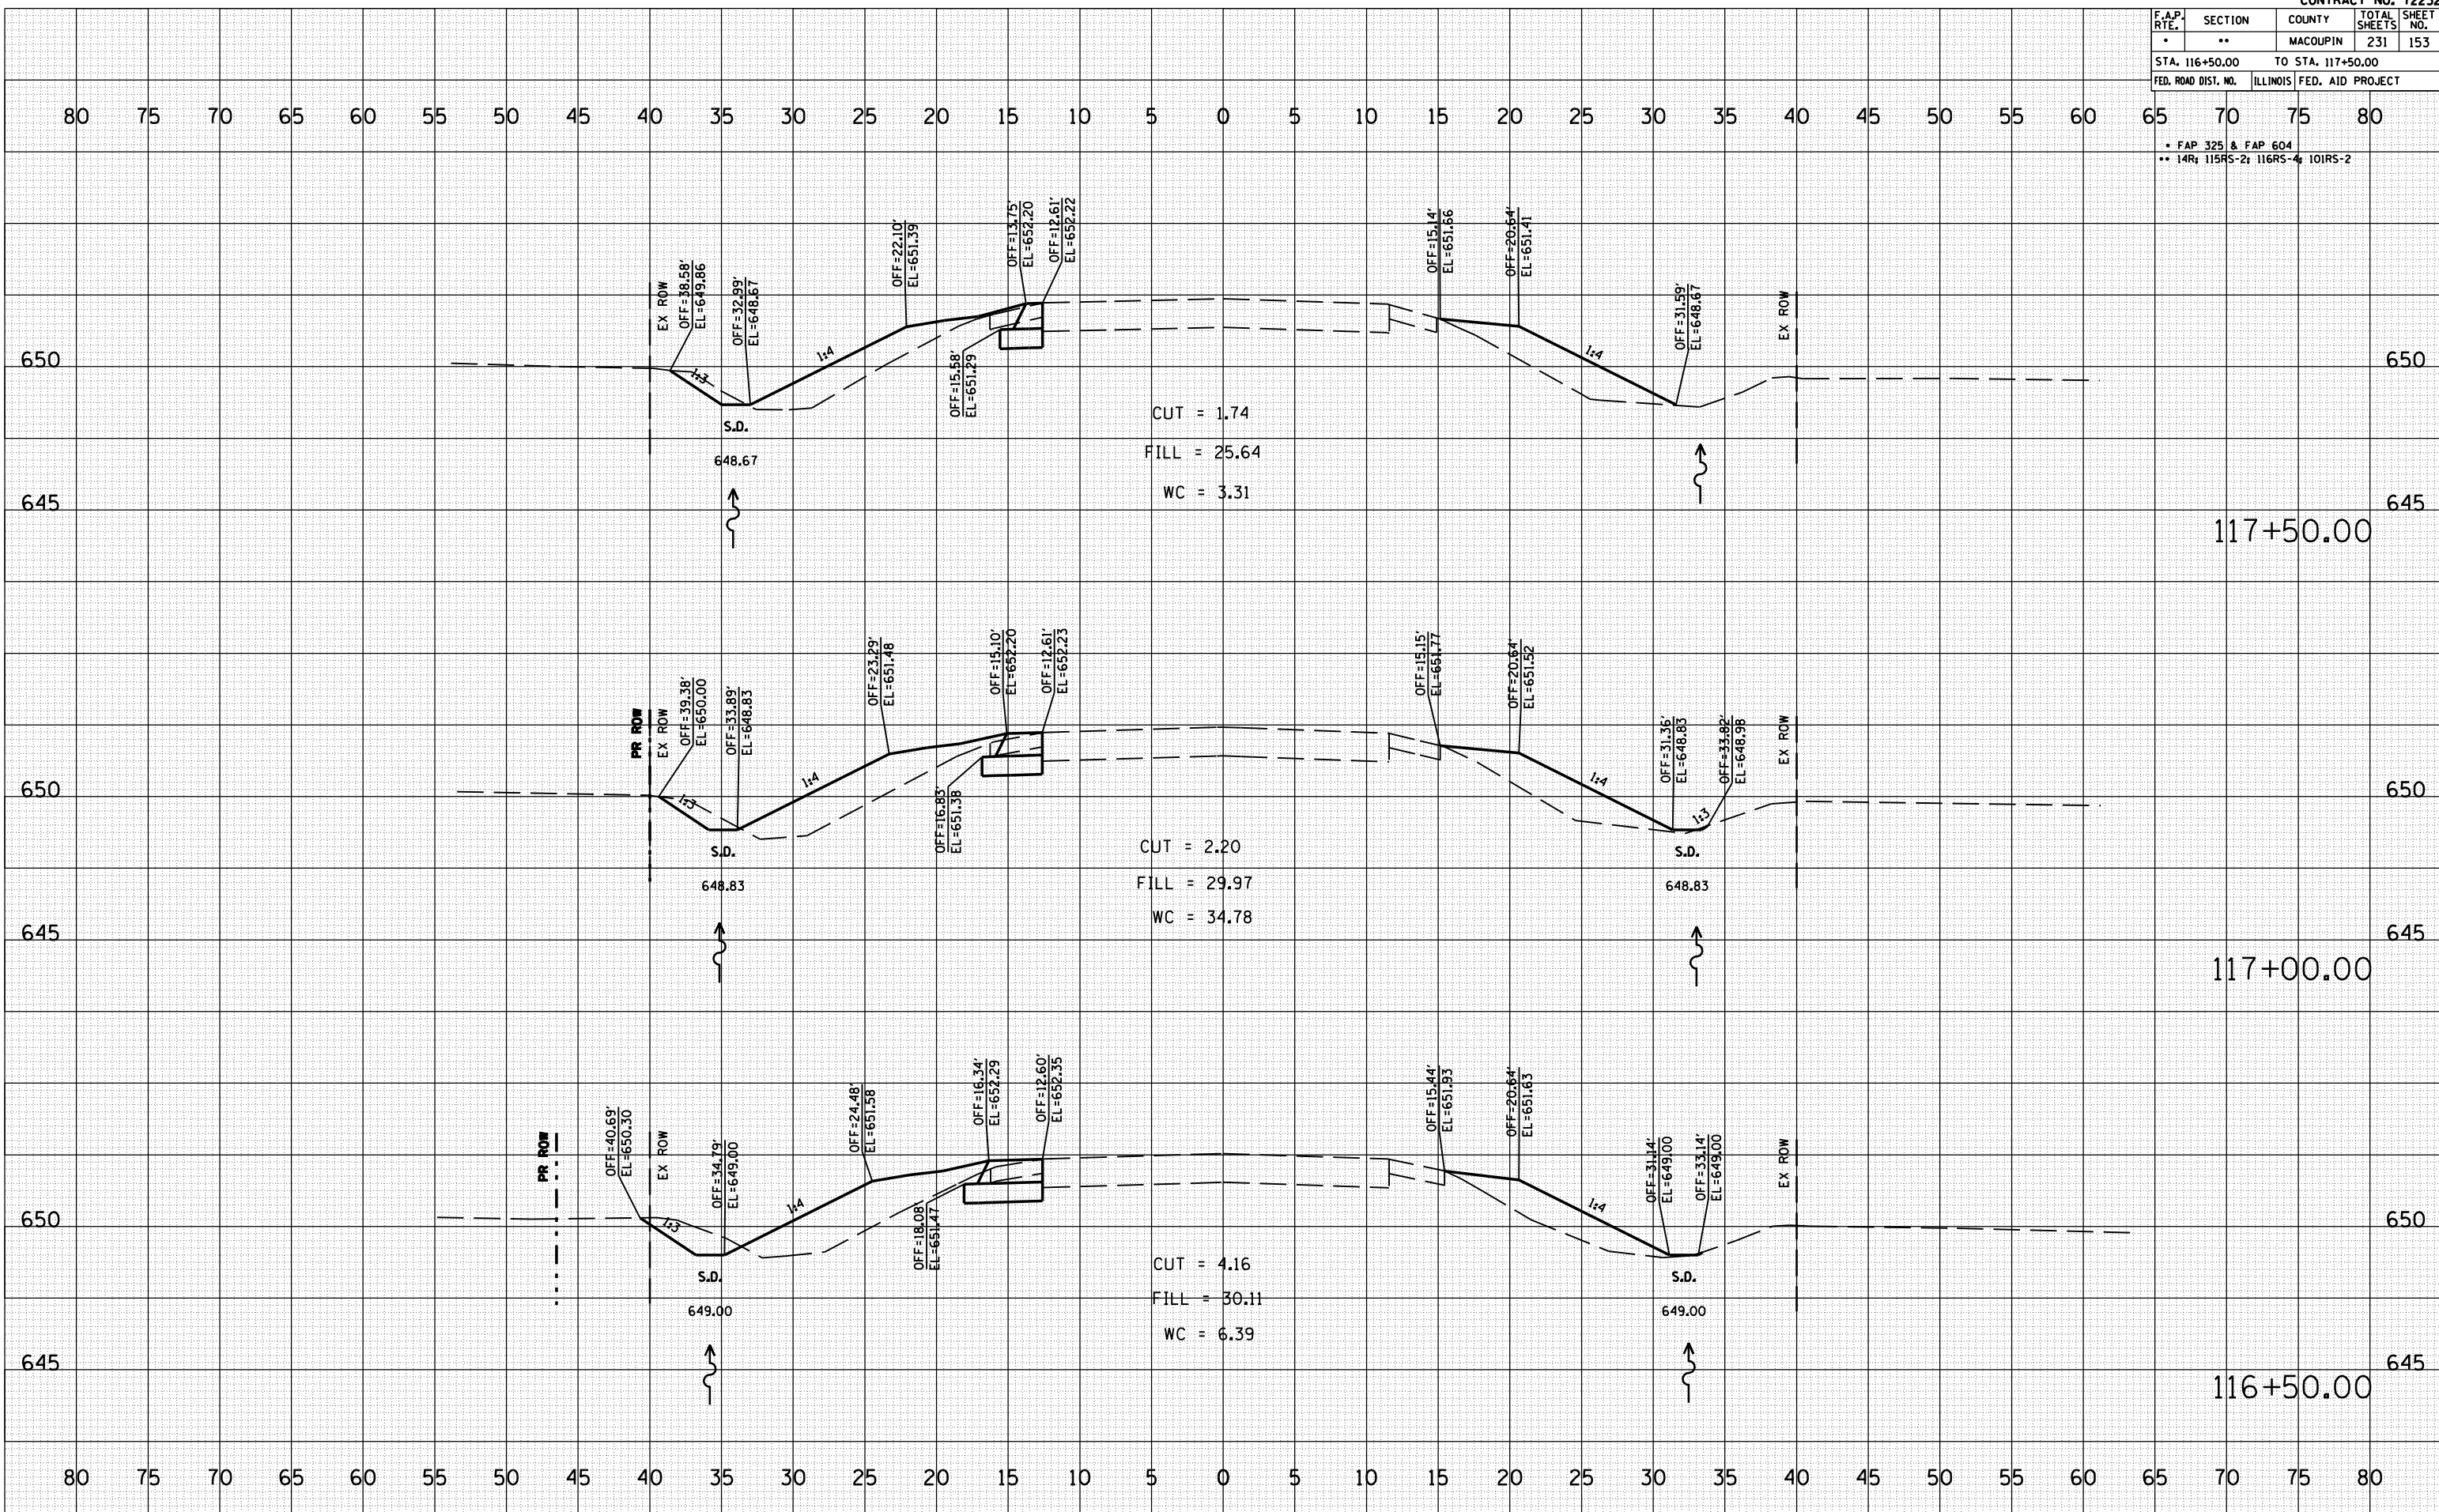 F.A.P. RTE. SECTION COUNTY TOTAL SHEETS SHEET NO.
• •• MACOUPIN 231 153
STA. 116+50.00 TO STA. 117+50.00
FED. ROAD DIST. NO. ILLINOIS FED. AID PROJECT
80 75 70 65 60 55 50 45 40 35 30 25 20 15 10 5 0 5 10 15 20 25 30 35 40 45 50 55 60 65 70 75 80
• FAP 325 & FAP 604
•• 14R; 115RS-2; 116RS-4; 101RS-2
EX ROW
OFF=38.58'
EL=649.86
OFF=32.99'
EL=648.67
OFF=22.10'
EL=651.39
OFF=13.75'
EL=652.20
OFF=12.61'
EL=652.22
OFF=15.14'
EL=651.66
OFF=20.64'
EL=651.41
OFF=31.59'
EL=648.67
EX ROW
650
1:3
1:4
OFF=15.58'
EL=651.29
1:4
650
S.D.
648.67
CUT = 1.74
FILL = 25.64
WC = 3.31
645
645
117+50.00
PR ROW
EX ROW
OFF=39.38'
EL=650.00
OFF=33.89'
EL=648.83
OFF=23.29'
EL=651.48
OFF=15.10'
EL=652.20
OFF=12.61'
EL=652.23
OFF=15.15'
EL=651.77
OFF=20.64'
EL=651.52
OFF=31.36'
EL=648.83
OFF=33.82'
EL=648.98
EX ROW
650
1:3
1:4
OFF=16.83'
EL=651.38
1:4
1:3
650
S.D.
648.83
CUT = 2.20
FILL = 29.97
WC = 34.78
S.D.
648.83
645
645
117+00.00
PR ROW
OFF=40.69'
EL=650.30
EX ROW
OFF=34.79'
EL=649.00
OFF=24.48'
EL=651.58
OFF=16.34'
EL=652.29
OFF=12.60'
EL=652.35
OFF=15.44'
EL=651.93
OFF=20.64'
EL=651.63
OFF=31.14'
EL=649.00
OFF=33.14'
EL=649.00
EX ROW
650
1:3
1:4
OFF=18.08'
EL=651.47
1:4
650
S.D.
649.00
CUT = 4.16
FILL = 30.11
WC = 6.39
S.D.
649.00
645
645
116+50.00
80 75 70 65 60 55 50 45 40 35 30 25 20 15 10 5 0 5 10 15 20 25 30 35 40 45 50 55 60 65 70 75 80